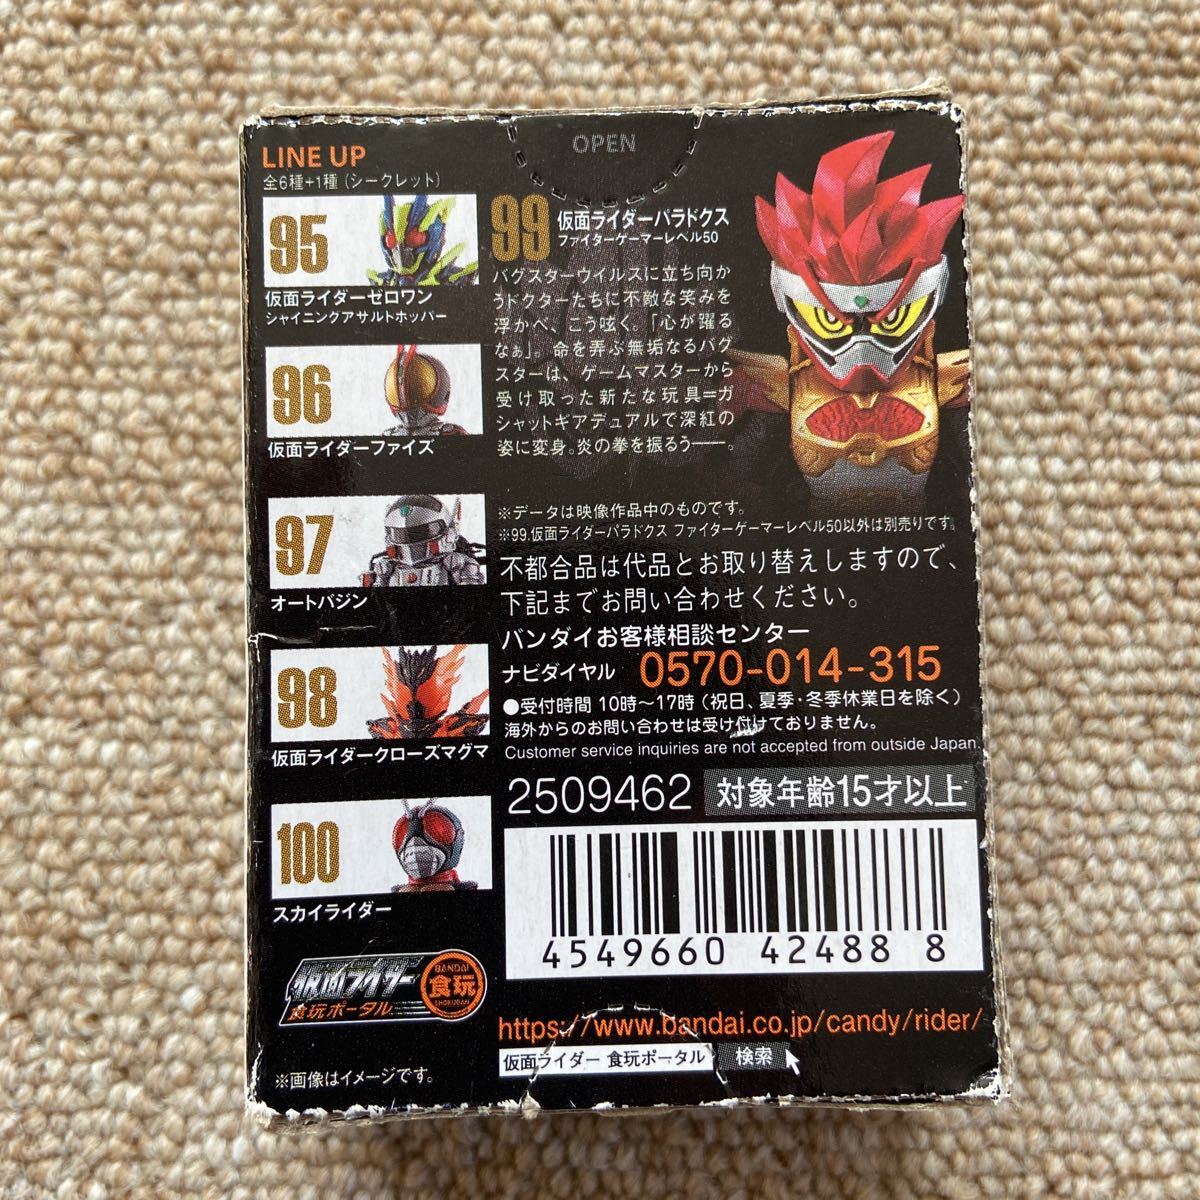 OPEN
LINE UP
全6種+1種 (シークレット)
95
仮面ライダーゼロワン
シャイニングアサルトホッパー
96
仮面ライダーファイズ
97
オートバジン
98
仮面ライダークローズマグマ
100
スカイライダー
99 仮面ライダーパラドクス
ファイターゲーマーレベル50
バグスターウイルスに立ち向か
うドクターたちに不敵な笑みを
浮かべ、こう呟く。「心が躍る
なぁ」。命を弄ぶ無垢なるバグ
スターは、ゲームマスターから
受け取った新たな玩具=ガ
シャットギアデュアルで深紅の
姿に変身。炎の拳を振るう──。
※データは映像作品中のものです。
※99.仮面ライダーパラドクス ファイターゲーマーレベル50以外は別売りです。
不都合品は代品とお取り替えしますので、
下記までお問い合わせください。
バンダイお客様相談センター
ナビダイヤル 0570-014-315
●受付時間 10時～17時 (祝日、夏季・冬季休業日を除く)
海外からのお問い合わせは受け付けておりません。
Customer service inquiries are not accepted from outside Japan.
2509462 対象年齢15才以上
4549660 42488 8
仮面ライダー
食玩ポータル
BANDAI
食玩
SHOKUGAN
https://www.bandai.co.jp/candy/rider/
仮面ライダー 食玩ポータル 検索
※画像はイメージです。